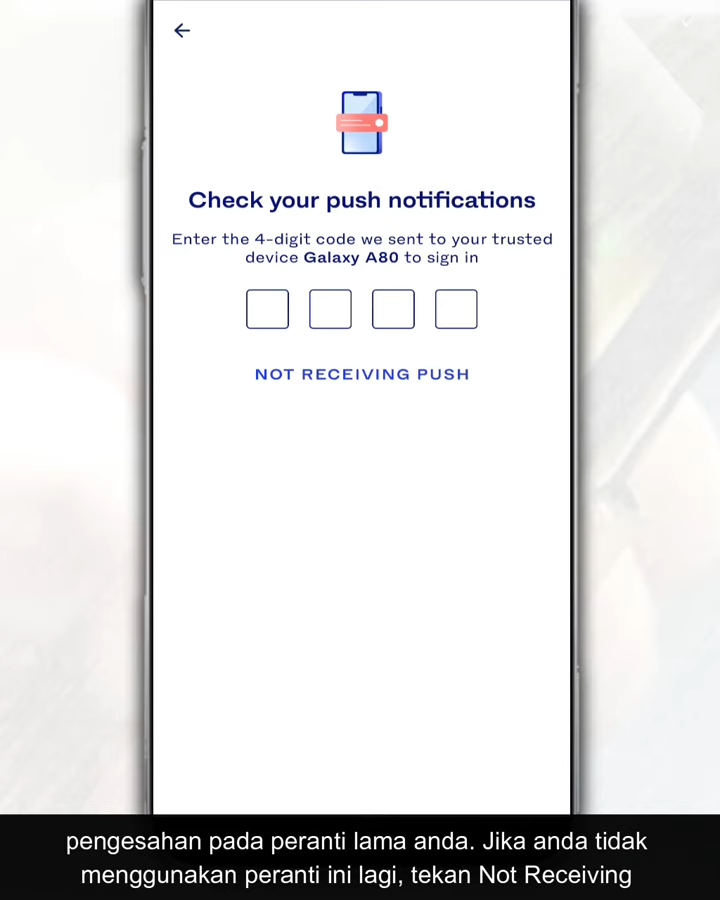 Check your push notifications
Enter the 4-digit code we sent to your trusted
device Galaxy A80 to sign in
NOT RECEIVING PUSH
pengesahan pada peranti lama anda. Jika anda tidak
menggunakan peranti ini lagi, tekan Not Receiving